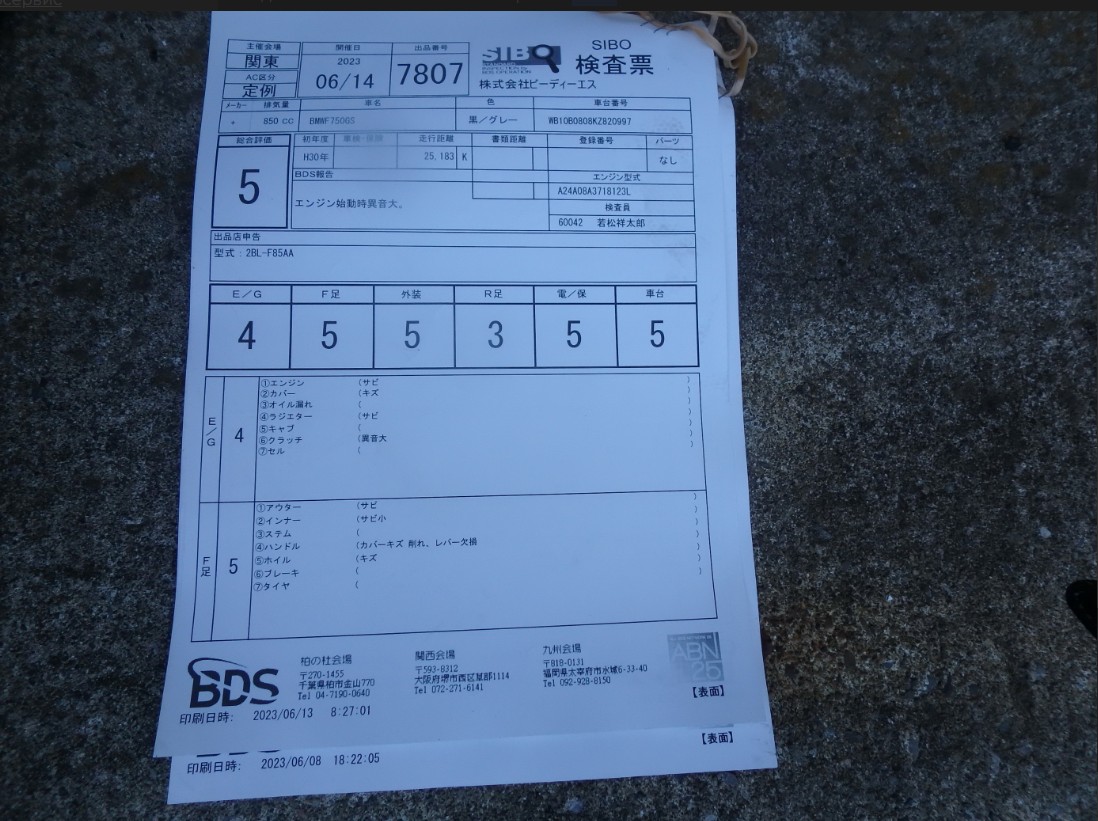 主催会場
関東
AC区分
定例
開催日
2023
06/14
出品番号
7807
SIBO
SIBO
検査票
株式会社ビーディーエス
メーカー 排気量 車名 色 車台番号
850 CC BMWF750GS 黒/グレー WB10B0808KZ820997
総合評価 初年度 車検・保険 走行距離 書類距離 登録番号 パーツ
5
H30年 25,183 K なし
BDS報告 エンジン型式
A24A08A3718123L
エンジン始動時異音大。 検査員
60042 若松祥太郎
出品店申告
型式：2BL-F85AA
E/G F足 外装 R足 電/保 車台
4 5 5 3 5 5
E/G 4
①エンジン (サビ )
②カバー (キズ )
③オイル漏れ ( )
④ラジエター (サビ )
⑤キャブ ( )
⑥クラッチ (異音大 )
⑦セル (
F足 5
①アウター (サビ )
②インナー (サビ小 )
③ステム ( )
④ハンドル (カバーキズ 削れ、レバー欠損 )
⑤ホイル (キズ )
⑥ブレーキ ( )
⑦タイヤ (
BDS
柏の杜会場
〒270-1455
千葉県柏市金山770
Tel 04-7190-0640
関西会場
〒593-8312
大阪府堺市西区草部1114
Tel 072-271-6141
九州会場
〒818-0131
福岡県太宰府市水城6-33-40
Tel 092-928-8150
ABN
25
【表面】
印刷日時： 2023/06/13 8:27:01
【表面】
印刷日時： 2023/06/08 18:22:05